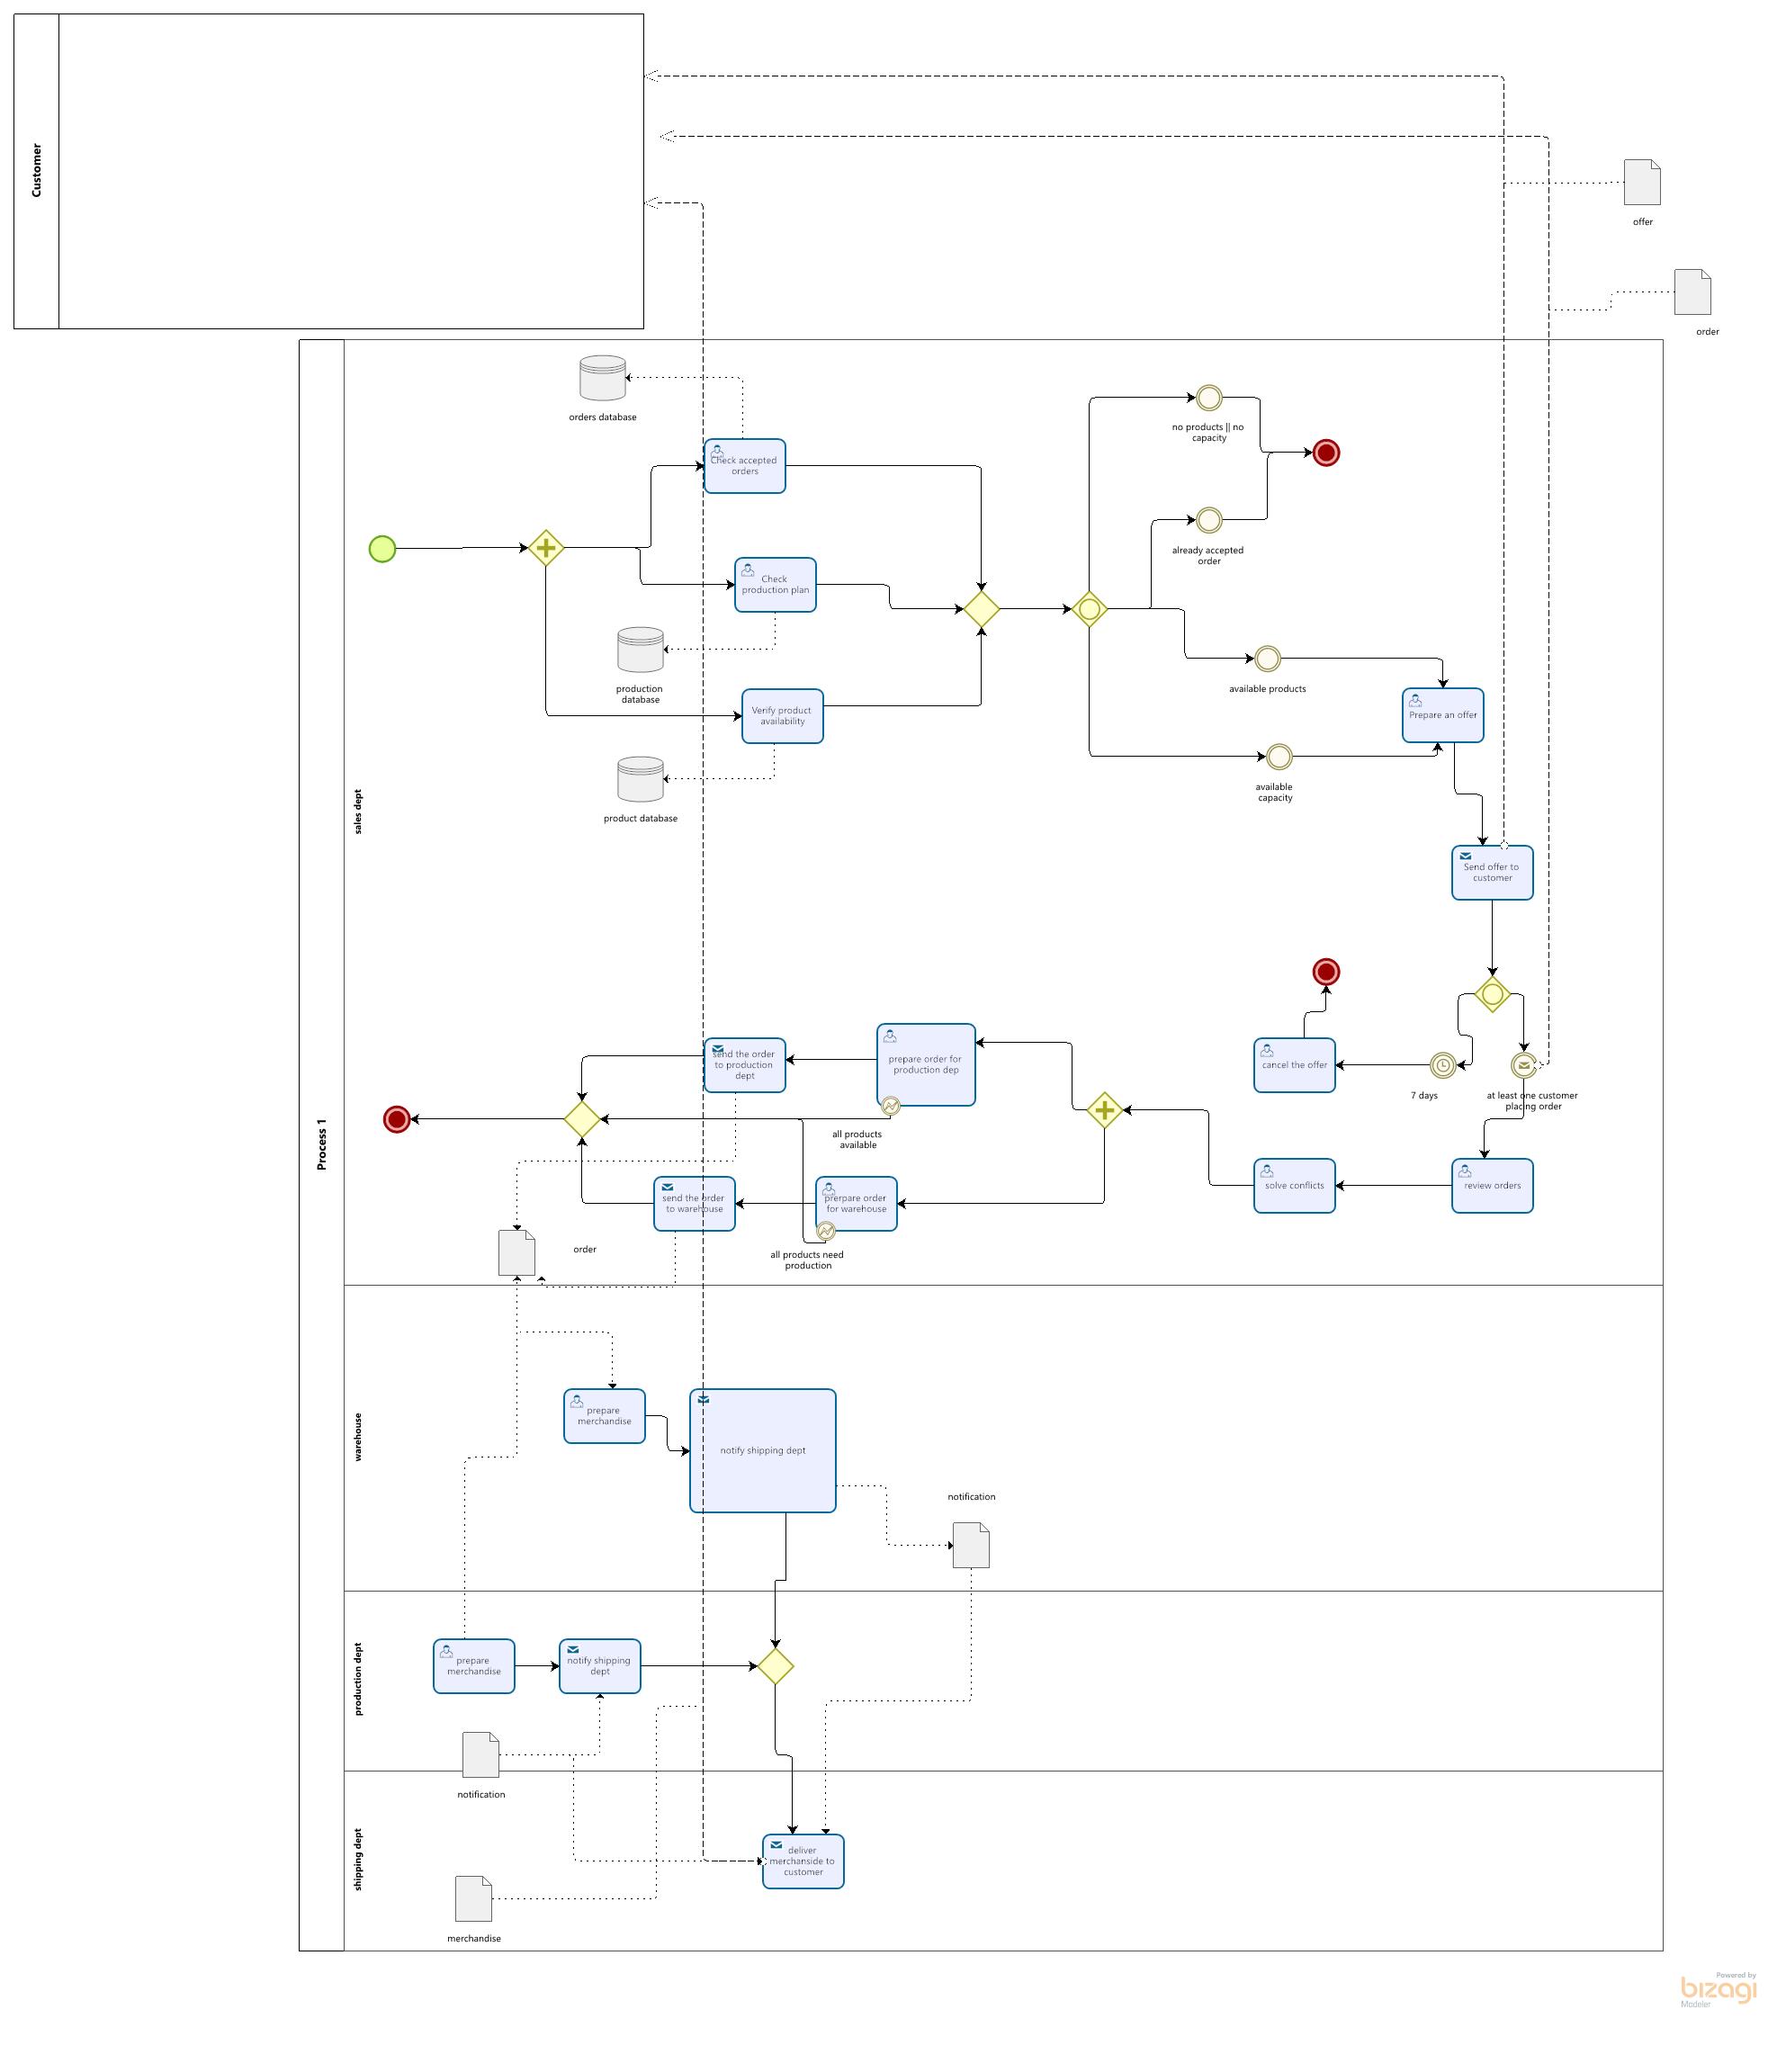 Customer
offer
order
Process 1
sales dept
orders database
Check accepted
orders
no products || no
capacity
already accepted
order
Check
production plan
production
database
available products
Verify product
availability
Prepare an offer
available
capacity
product database
Send offer to
customer
send the order
to production
dept
prepare order for
production dep
cancel the offer
7 days
at least one customer
placing order
all products
available
send the order
to warehouse
prerpare order
for warehouse
solve conflicts
review orders
order
all products need
production
warehouse
prepare
merchandise
notify shipping dept
notification
production dept
prepare
merchandise
notify shipping
dept
notification
shipping dept
deliver
merchanside to
customer
merchandise
Powered by
bizagi
Modeler